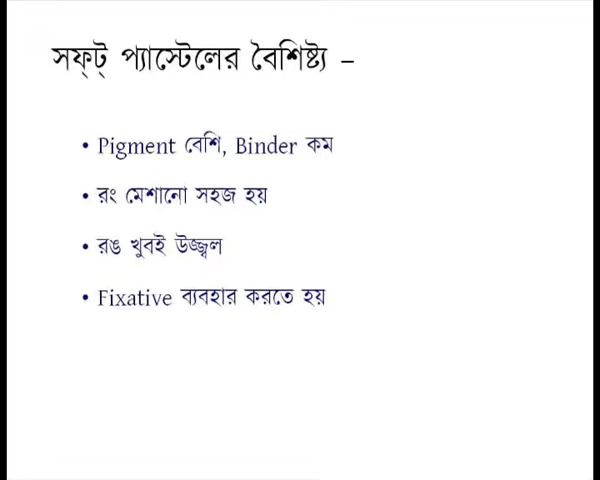 সফ্‌ট্‌ প্যাস্টেলের বৈশিষ্ট্য –
• Pigment বেশি, Binder কম
• রং মেশানো সহজ হয়
• রঙ খুবই উজ্জ্বল
• Fixative ব্যবহার করতে হয়